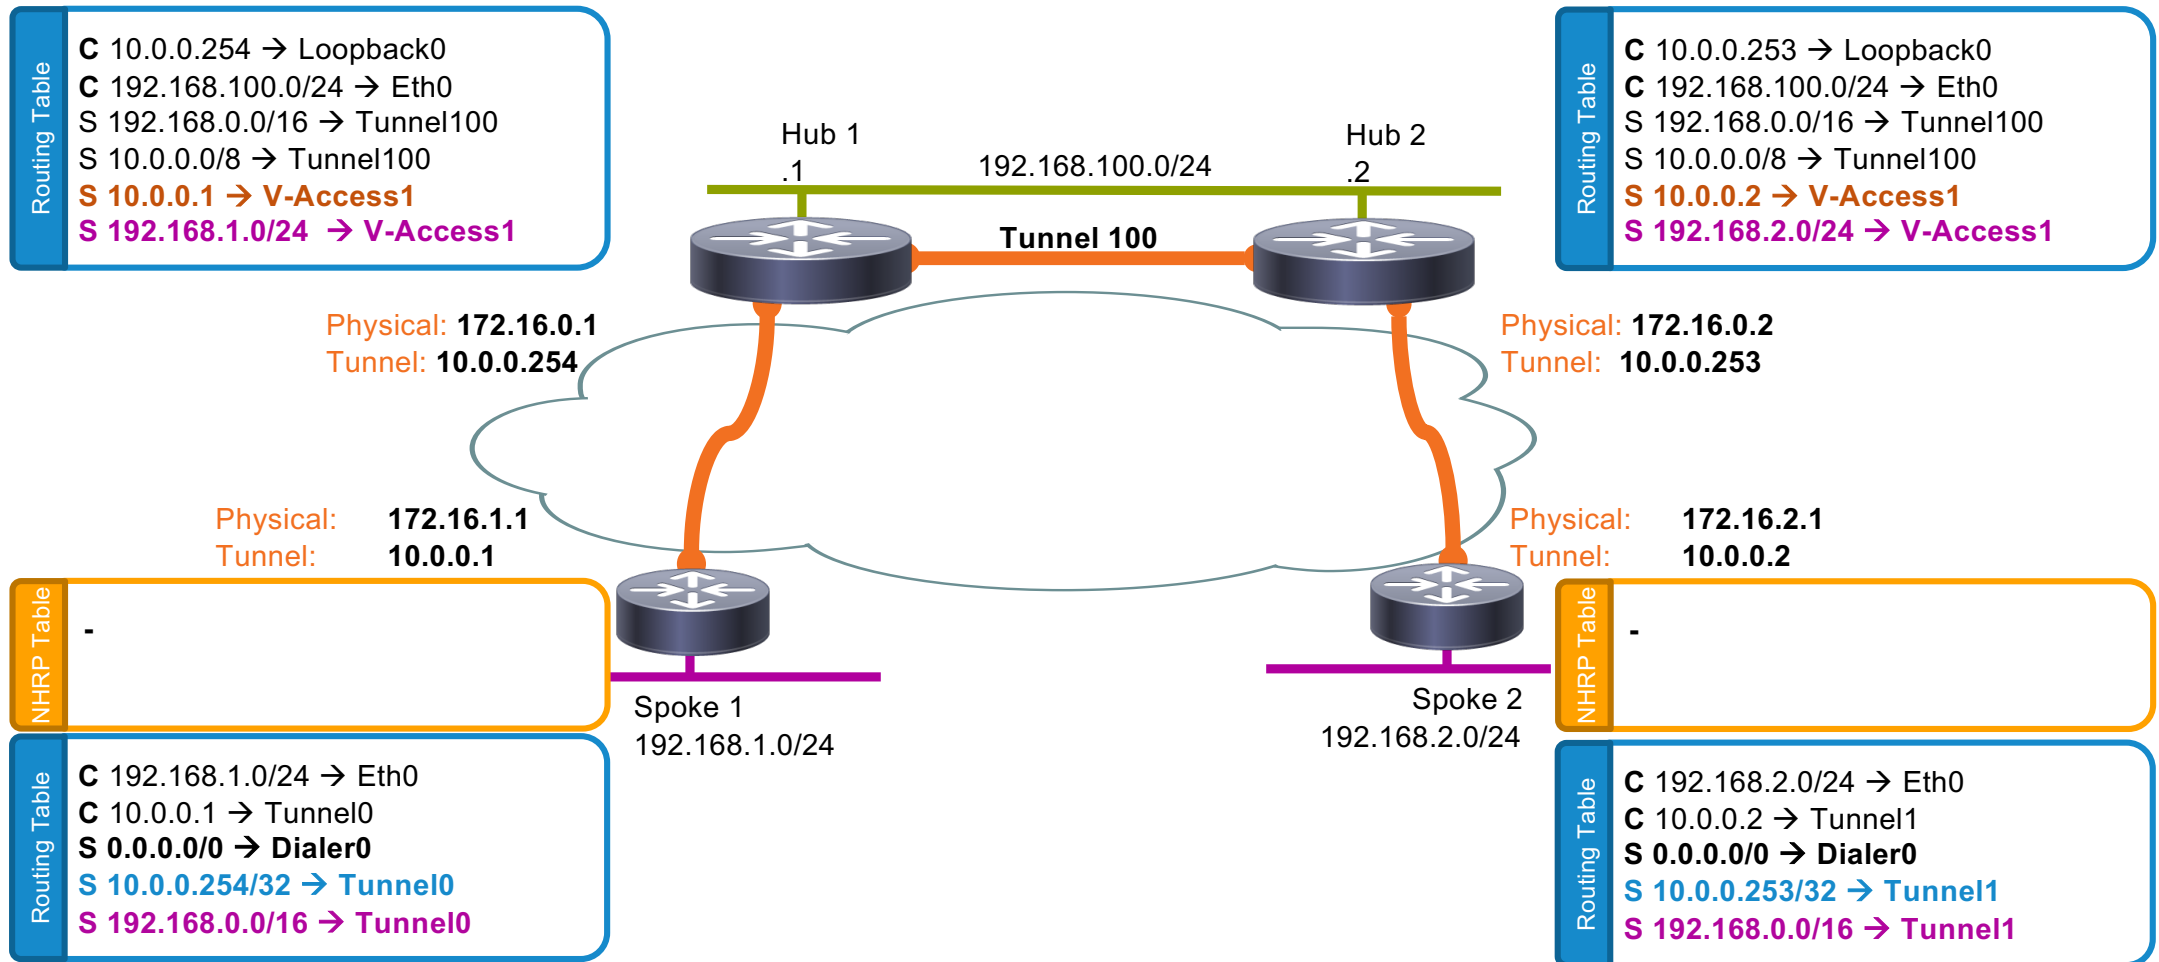 Routing Table
C 10.0.0.254 → Loopback0
C 192.168.100.0/24 → Eth0
S 192.168.0.0/16 → Tunnel100
S 10.0.0.0/8 → Tunnel100
S 10.0.0.1 → V-Access1
S 192.168.1.0/24 → V-Access1
Routing Table
C 10.0.0.253 → Loopback0
C 192.168.100.0/24 → Eth0
S 192.168.0.0/16 → Tunnel100
S 10.0.0.0/8 → Tunnel100
S 10.0.0.2 → V-Access1
S 192.168.2.0/24 → V-Access1
Hub 1
.1
192.168.100.0/24
Hub 2
.2
Tunnel 100
Physical: 172.16.0.1
Tunnel: 10.0.0.254
Physical: 172.16.0.2
Tunnel: 10.0.0.253
Physical: 172.16.1.1
Tunnel: 10.0.0.1
Physical: 172.16.2.1
Tunnel: 10.0.0.2
NHRP Table
-
NHRP Table
-
Spoke 1
192.168.1.0/24
Spoke 2
192.168.2.0/24
Routing Table
C 192.168.1.0/24 → Eth0
C 10.0.0.1 → Tunnel0
S 0.0.0.0/0 → Dialer0
S 10.0.0.254/32 → Tunnel0
S 192.168.0.0/16 → Tunnel0
Routing Table
C 192.168.2.0/24 → Eth0
C 10.0.0.2 → Tunnel1
S 0.0.0.0/0 → Dialer0
S 10.0.0.253/32 → Tunnel1
S 192.168.0.0/16 → Tunnel1